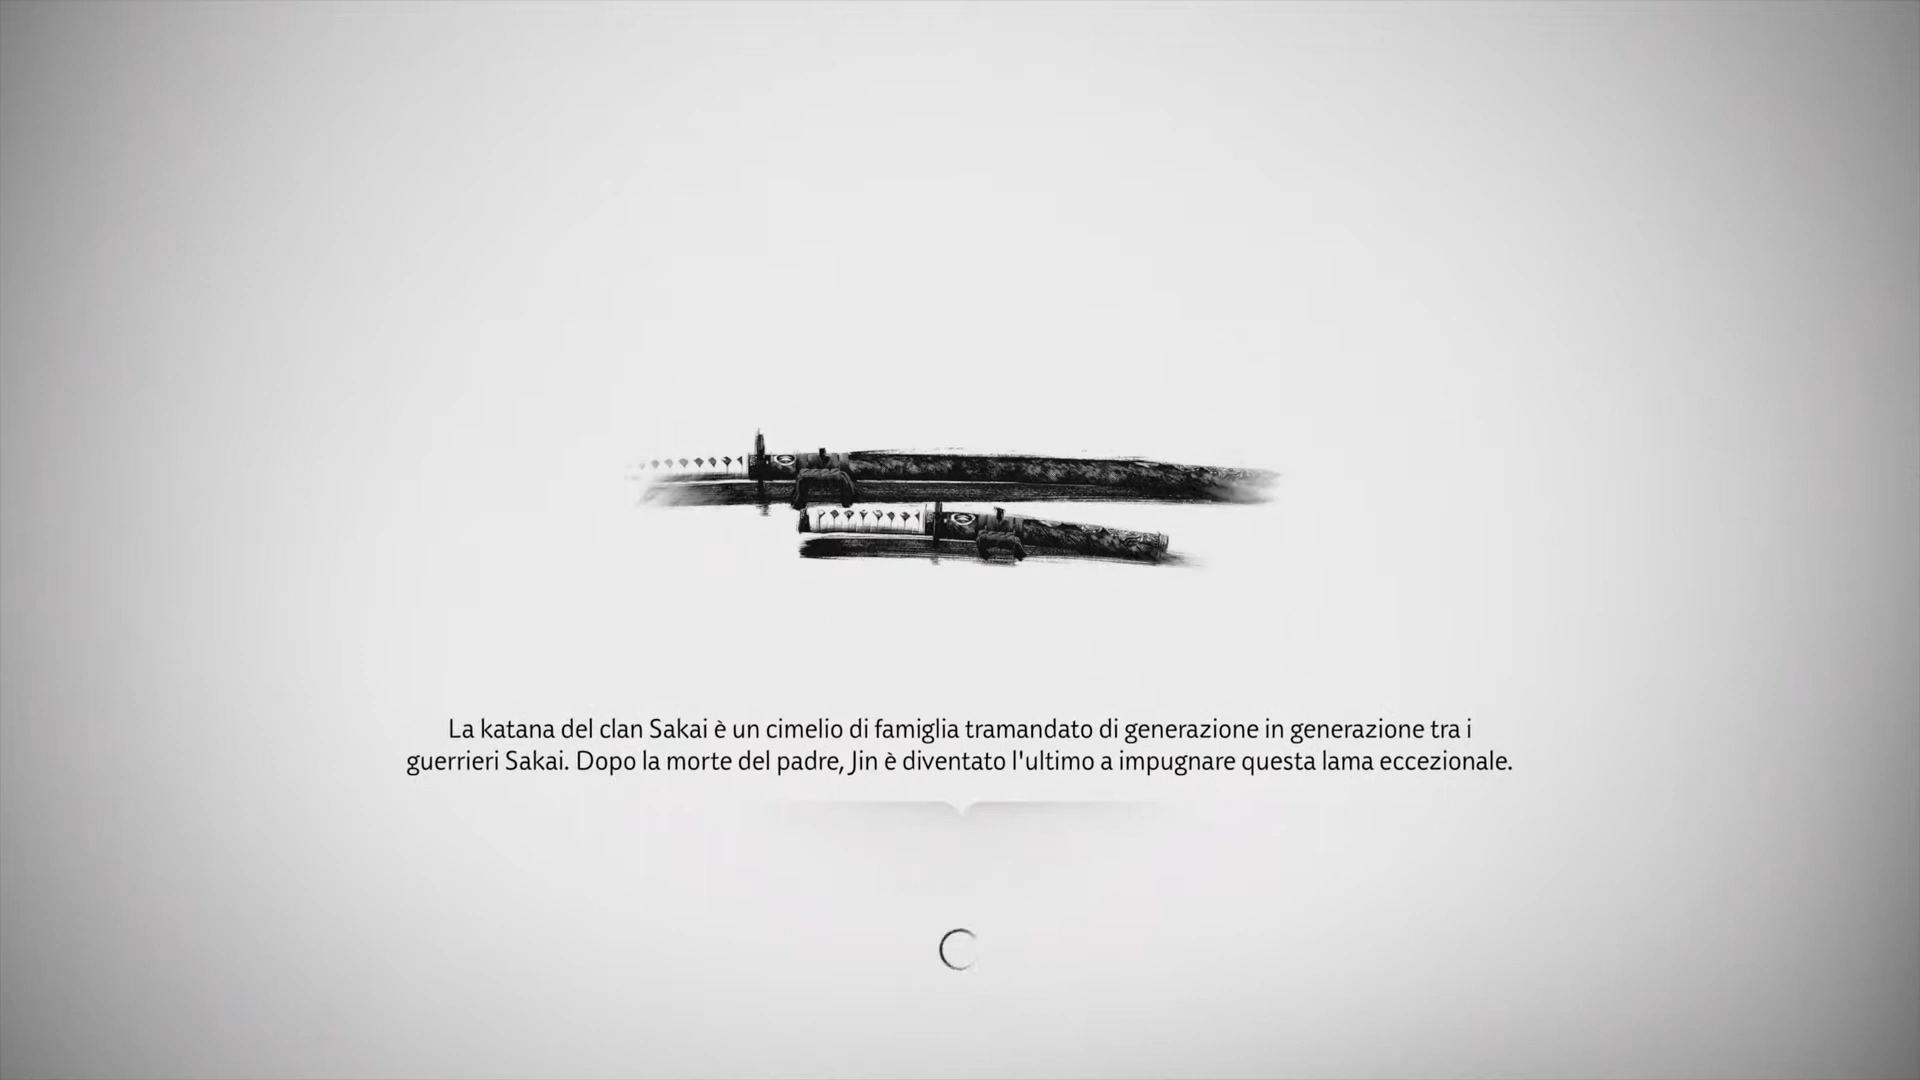 La katana del clan Sakai è un cimelio di famiglia tramandato di generazione in generazione tra i
guerrieri Sakai. Dopo la morte del padre, Jin è diventato l'ultimo a impugnare questa lama eccezionale.